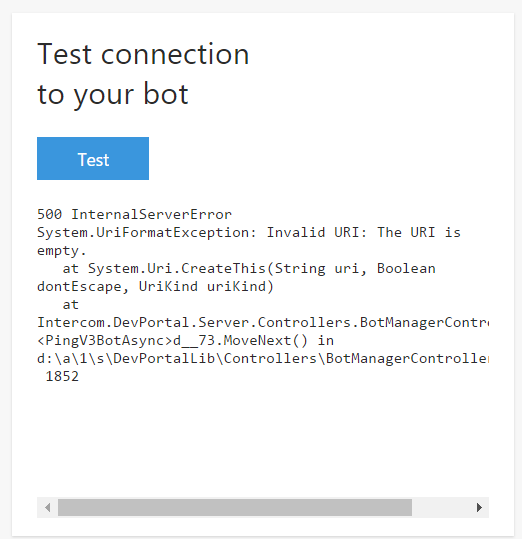 Test connection
to your bot
Test
500 InternalServerError
System.UriFormatException: Invalid URI: The URI is
empty.
   at System.Uri.CreateThis(String uri, Boolean
dontEscape, UriKind uriKind)
   at
Intercom.DevPortal.Server.Controllers.BotManagerContro
<PingV3BotAsync>d__73.MoveNext() in
d:\a\1\s\DevPortalLib\Controllers\BotManagerController
 1852